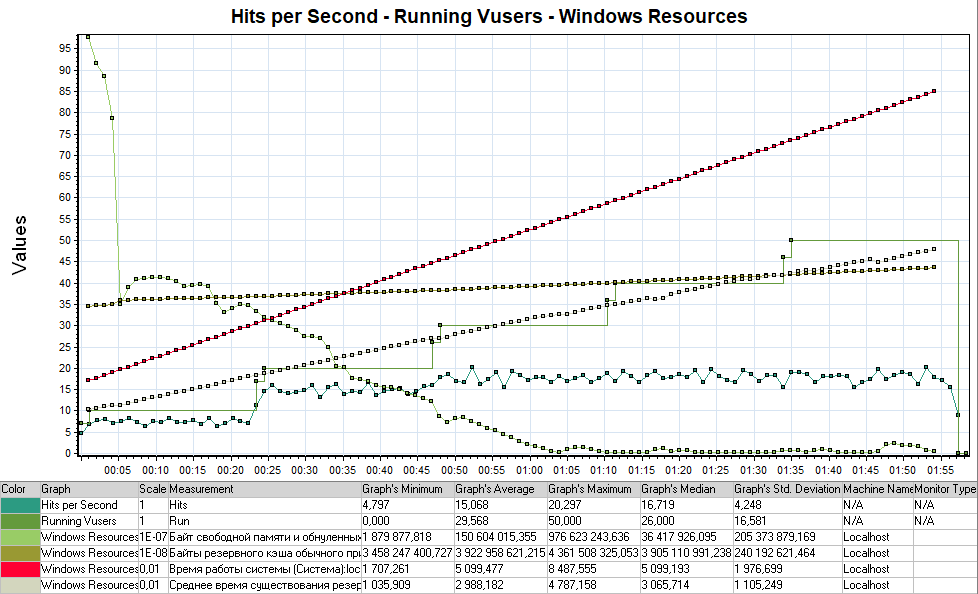 Hits per Second - Running Vusers - Windows Resources
Values
95
90
85
80
75
70
65
60
55
50
45
40
35
30
25
20
15
10
5
0
00:05 00:10 00:15 00:20 00:25 00:30 00:35 00:40 00:45 00:50 00:55 01:00 01:05 01:10 01:15 01:20 01:25 01:30 01:35 01:40 01:45 01:50 01:55
Color Graph Scale Measurement Graph's Minimum Graph's Average Graph's Maximum Graph's Median Graph's Std. Deviation Machine Name Monitor Type
Hits per Second 1 Hits 4,797 15,068 20,297 16,719 4,248 N/A N/A
Running Vusers 1 Run 0,000 29,568 50,000 26,000 16,581 N/A N/A
Windows Resources 1E-07 Байт свободной памяти и обнуленных 1 879 877,818 150 604 015,355 976 623 243,636 36 417 926,095 205 373 879,169 Localhost
Windows Resources 1E-08 Байты резервного кэша обычного при 3 458 247 400,727 3 922 958 621,215 4 361 508 325,053 3 905 110 991,238 240 192 621,464 Localhost
Windows Resources 0,01 Время работы системы (Система):loc 1 707,261 5 099,477 8 487,555 5 099,193 1 976,699 Localhost
Windows Resources 0,01 Среднее время существования резер 1 035,909 2 988,182 4 787,158 3 065,714 1 105,249 Localhost